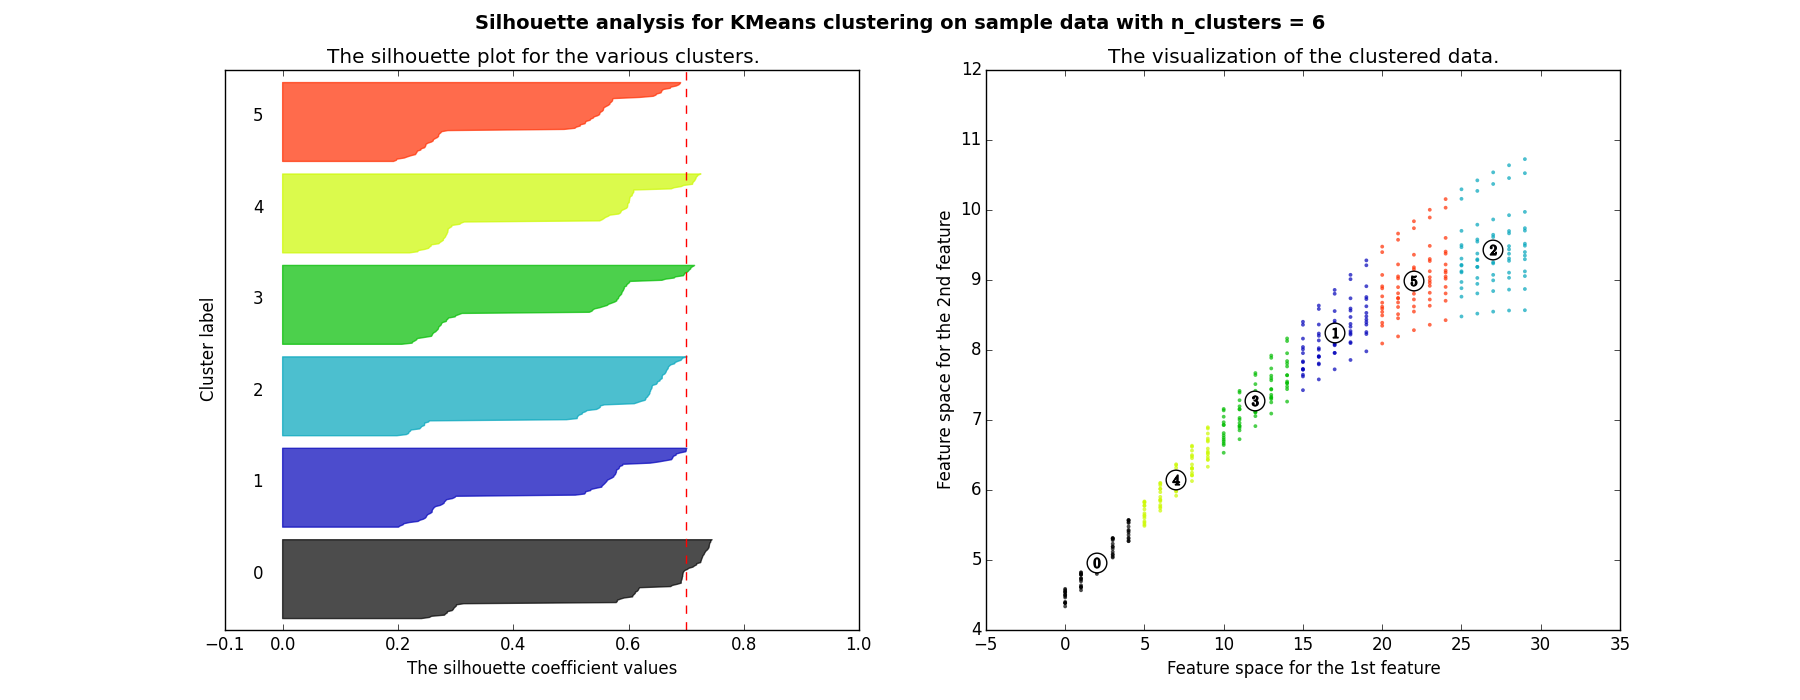 Silhouette analysis for KMeans clustering on sample data with n_clusters = 6
The silhouette plot for the various clusters.
5
4
3
2
1
0
Cluster label
−0.1 0.0 0.2 0.4 0.6 0.8 1.0
The silhouette coefficient values
The visualization of the clustered data.
12
11
10
9
8
7
6
5
4
Feature space for the 2nd feature
2
5
1
3
4
0
−5 0 5 10 15 20 25 30 35
Feature space for the 1st feature